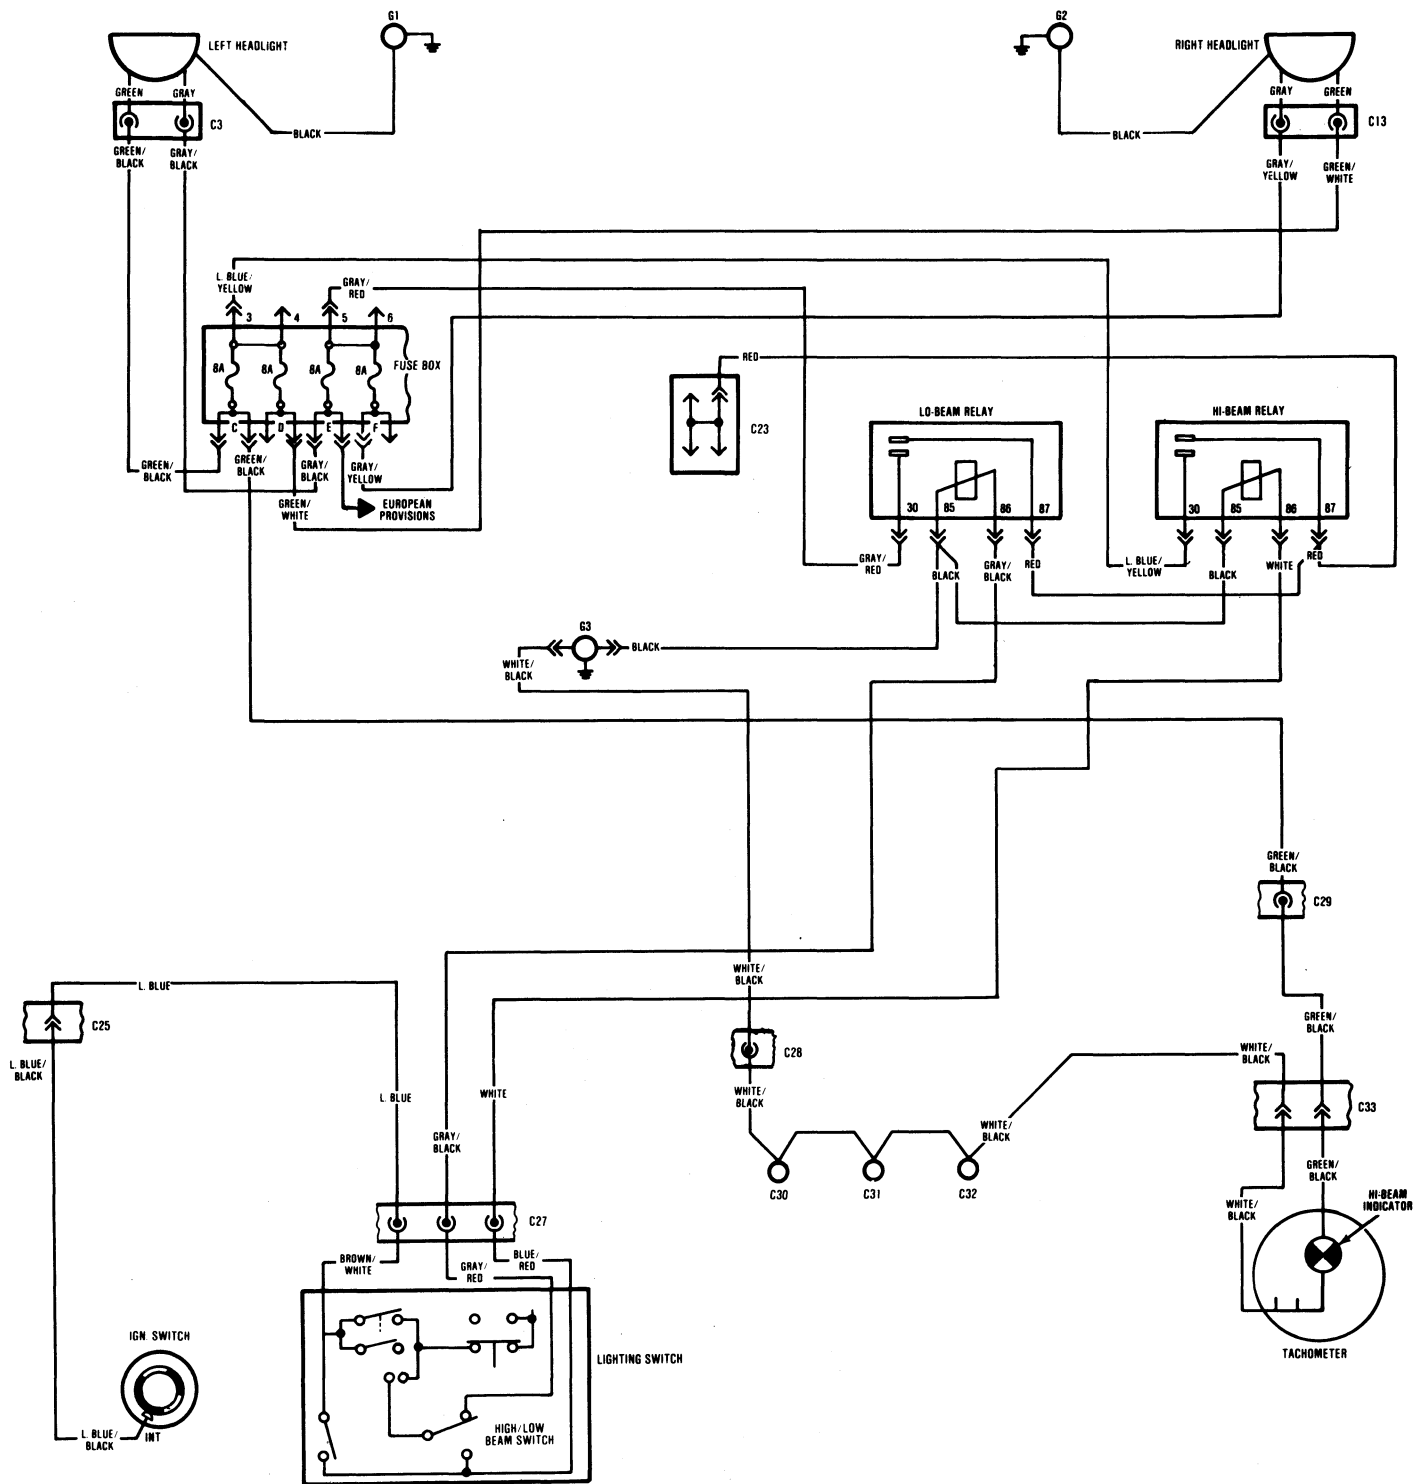 G1
G2
LEFT HEADLIGHT
RIGHT HEADLIGHT
GREEN
GRAY
GRAY
GREEN
C3
C13
BLACK
BLACK
GREEN/
BLACK
GRAY/
BLACK
GRAY/
YELLOW
GREEN/
WHITE
L. BLUE/
YELLOW
GRAY/
RED
3
4
5
6
8A
8A
8A
8A
FUSE BOX
C
D
E
F
RED
C23
LO-BEAM RELAY
HI-BEAM RELAY
30
85
86
87
30
85
86
87
GREEN/
BLACK
GREEN/
BLACK
GRAY/
BLACK
GRAY/
YELLOW
GREEN/
WHITE
EUROPEAN
PROVISIONS
GRAY/
RED
BLACK
GRAY/
BLACK
RED
L. BLUE/
YELLOW
BLACK
WHITE
RED
G3
BLACK
WHITE/
BLACK
GREEN/
BLACK
C29
WHITE/
BLACK
L. BLUE
C25
L. BLUE/
BLACK
C28
GREEN/
BLACK
WHITE/
BLACK
L. BLUE
WHITE
WHITE/
BLACK
C33
GRAY/
BLACK
WHITE/
BLACK
C30
C31
C32
GREEN/
BLACK
WHITE/
BLACK
HI-BEAM
INDICATOR
C27
BROWN/
WHITE
GRAY/
RED
BLUE/
RED
TACHOMETER
IGN. SWITCH
LIGHTING SWITCH
HIGH/LOW
BEAM SWITCH
L. BLUE/
BLACK
INT